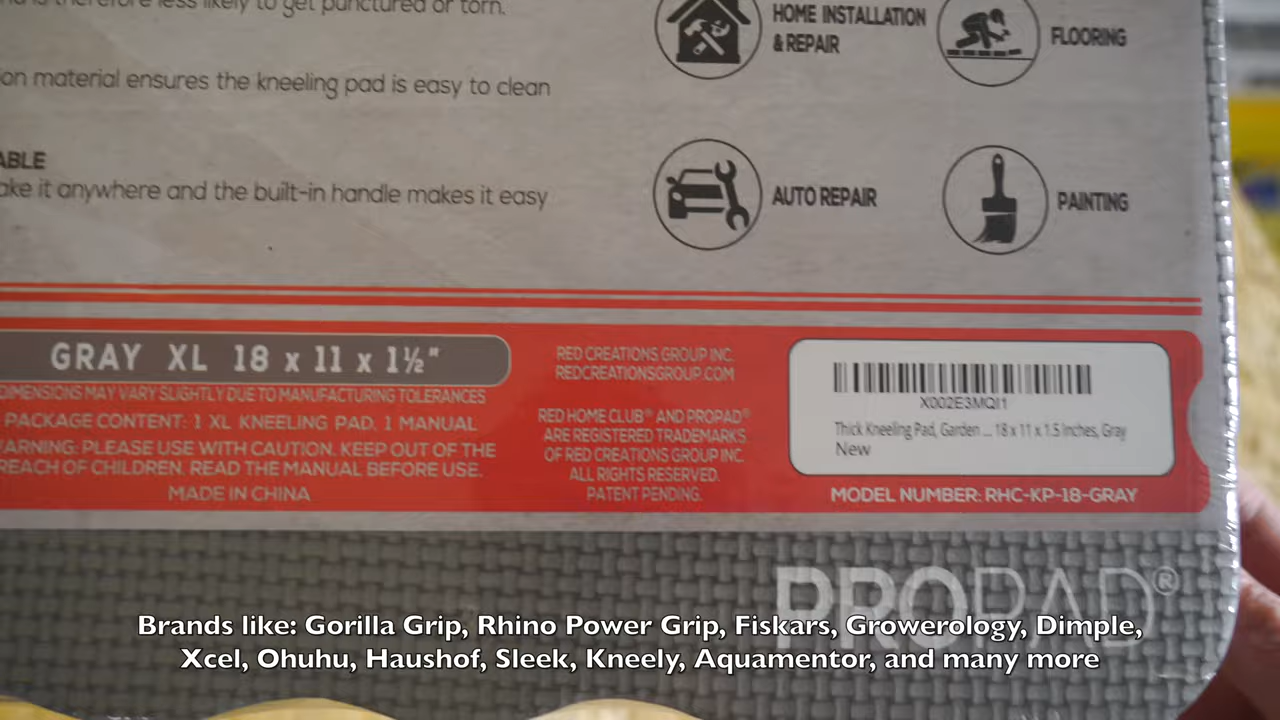 less likely to get punctured or torn.
on material ensures the kneeling pad is easy to clean
ABLE
ake it anywhere and the built-in handle makes it easy
HOME INSTALLATION
& REPAIR
FLOORING
AUTO REPAIR
PAINTING
GRAY XL 18 x 11 x 1½"
DIMENSIONS MAY VARY SLIGHTLY DUE TO MANUFACTURING TOLERANCES
PACKAGE CONTENT: 1 XL KNEELING PAD, 1 MANUAL
ARNING: PLEASE USE WITH CAUTION. KEEP OUT OF THE
REACH OF CHILDREN. READ THE MANUAL BEFORE USE.
MADE IN CHINA
RED CREATIONS GROUP INC.
REDCREATIONSGROUP.COM
RED HOME CLUB® AND PROPAD®
ARE REGISTERED TRADEMARKS
OF RED CREATIONS GROUP INC.
ALL RIGHTS RESERVED.
PATENT PENDING.
X002E3MQI1
Thick Kneeling Pad, Garden ... 18 x 11 x 1.5 Inches, Gray
New
MODEL NUMBER: RHC-KP-18-GRAY
PROPAD®
Brands like: Gorilla Grip, Rhino Power Grip, Fiskars, Growerology, Dimple,
Xcel, Ohuhu, Haushof, Sleek, Kneely, Aquamentor, and many more